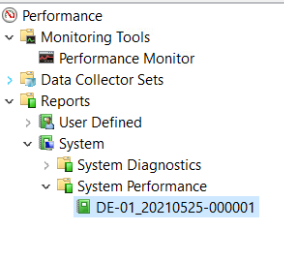 Performance
Monitoring Tools
Performance Monitor
Data Collector Sets
Reports
User Defined
System
System Diagnostics
System Performance
DE-01_20210525-000001